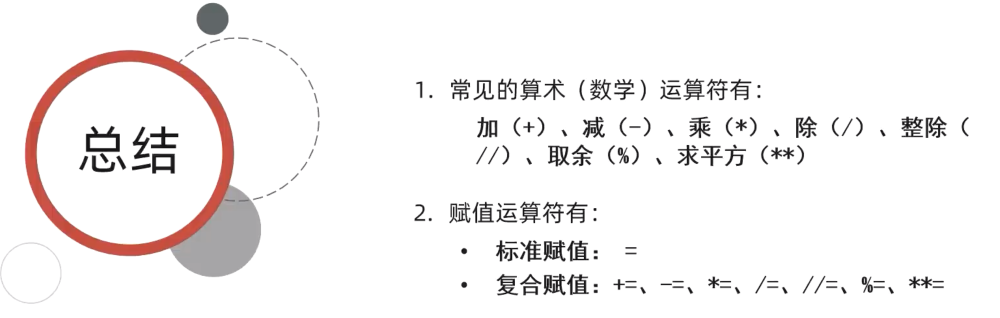 总结
1. 常见的算术（数学）运算符有：
加（+）、减（-）、乘（*）、除（/）、整除（
//）、取余（%）、求平方（**）
2. 赋值运算符有：
• 标准赋值： =
• 复合赋值：+=、-=、*=、/=、//=、%=、**=